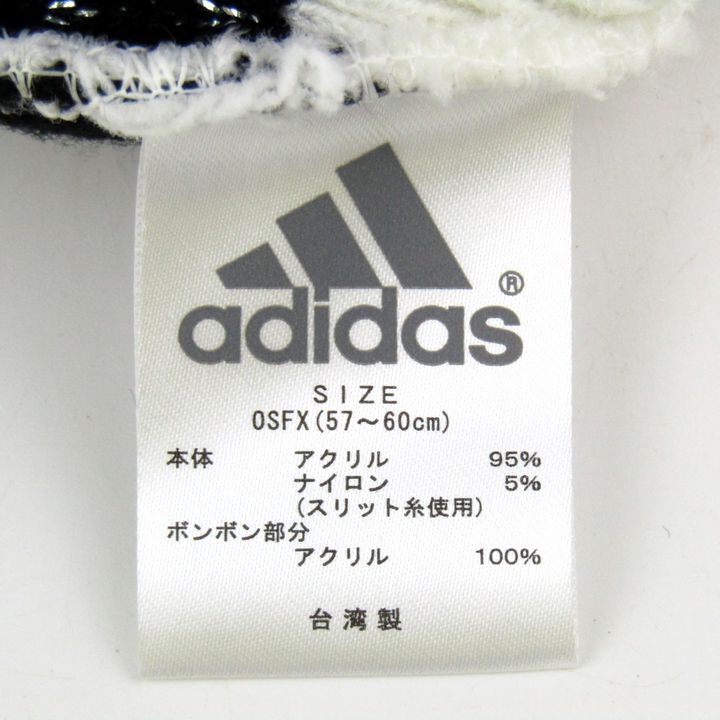 adidas®
SIZE
OSFX(57～60cm)
本体 アクリル 95%
ナイロン 5%
(スリット糸使用)
ボンボン部分
アクリル 100%
台湾製